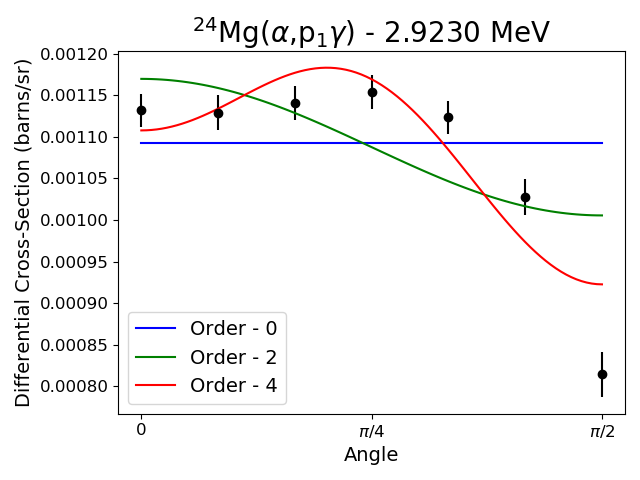 ²⁴Mg(α,p₁γ) - 2.9230 MeV
Differential Cross-Section (barns/sr)
0.00120
0.00115
0.00110
0.00105
0.00100
0.00095
0.00090
0.00085
0.00080
Order - 0
Order - 2
Order - 4
0
π/4
π/2
Angle